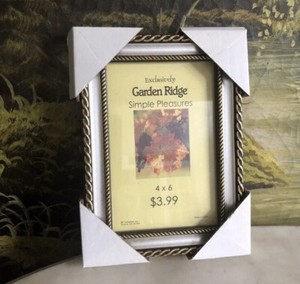 Exclusively
Garden Ridge
Simple Pleasures
4 x 6
$3.99